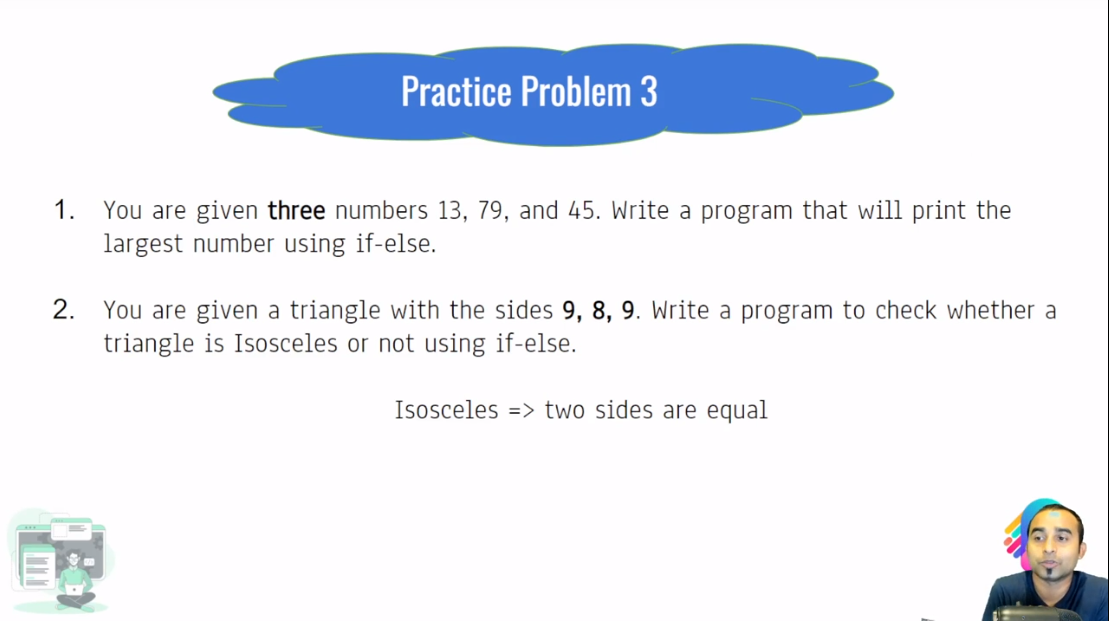 Practice Problem 3
1. You are given three numbers 13, 79, and 45. Write a program that will print the
largest number using if-else.
2. You are given a triangle with the sides 9, 8, 9. Write a program to check whether a
triangle is Isosceles or not using if-else.
Isosceles => two sides are equal